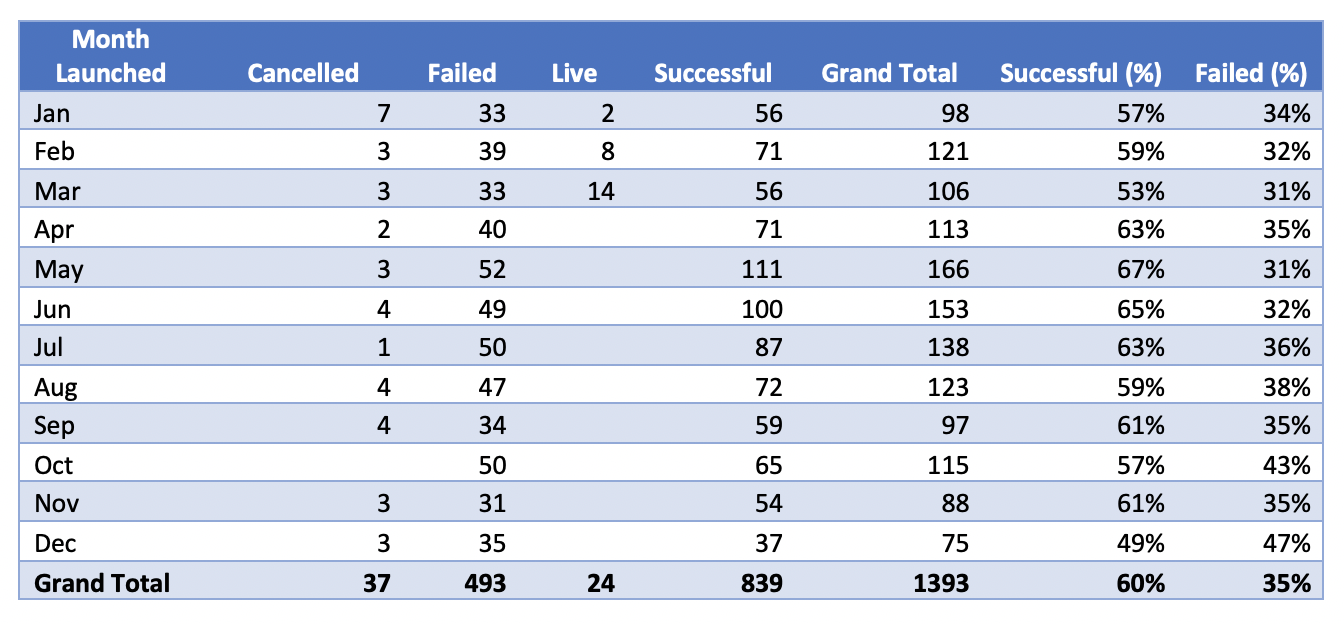 Month
Launched Cancelled Failed Live Successful Grand Total Successful (%) Failed (%)
Jan 7 33 2 56 98 57% 34%
Feb 3 39 8 71 121 59% 32%
Mar 3 33 14 56 106 53% 31%
Apr 2 40 71 113 63% 35%
May 3 52 111 166 67% 31%
Jun 4 49 100 153 65% 32%
Jul 1 50 87 138 63% 36%
Aug 4 47 72 123 59% 38%
Sep 4 34 59 97 61% 35%
Oct 50 65 115 57% 43%
Nov 3 31 54 88 61% 35%
Dec 3 35 37 75 49% 47%
Grand Total 37 493 24 839 1393 60% 35%